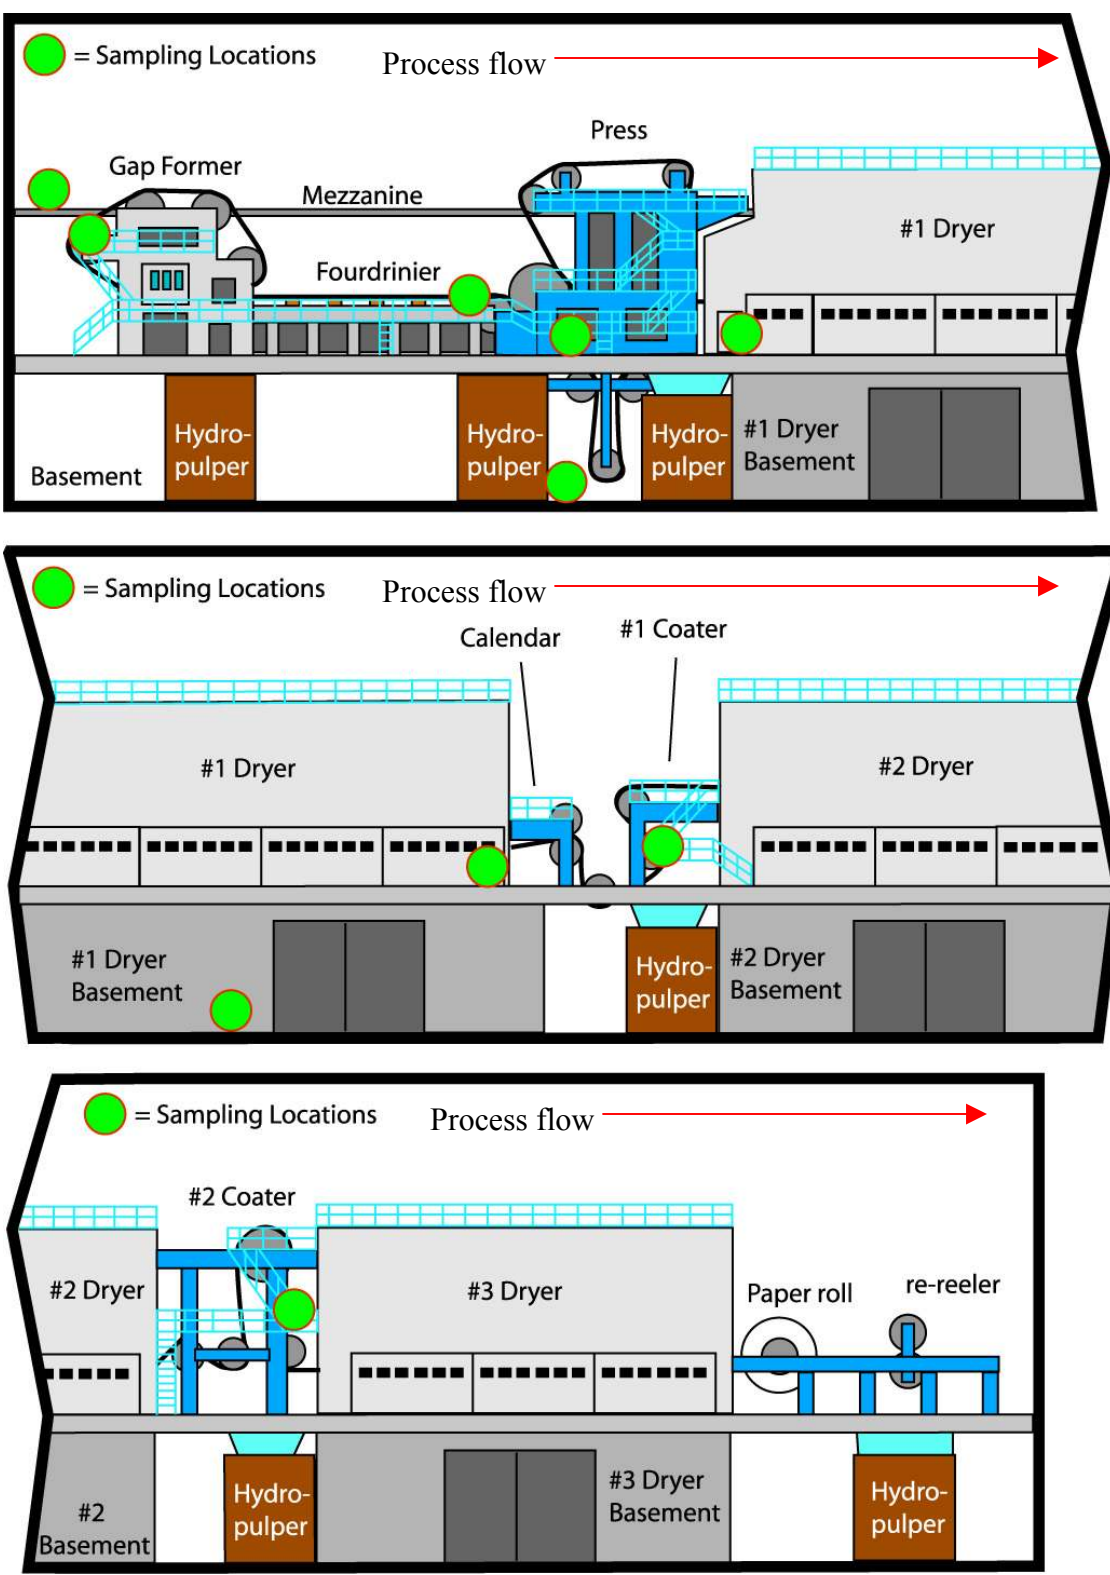 = Sampling Locations
Process flow
Press
Gap Former
Mezzanine
#1 Dryer
Fourdrinier
Hydro-
pulper
Hydro-
pulper
Hydro-
pulper
#1 Dryer
Basement
Basement
= Sampling Locations
Process flow
Calendar
#1 Coater
#1 Dryer
#2 Dryer
#1 Dryer
Basement
Hydro-
pulper
#2 Dryer
Basement
= Sampling Locations
Process flow
#2 Coater
#2 Dryer
#3 Dryer
Paper roll
re-reeler
#2
Basement
Hydro-
pulper
#3 Dryer
Basement
Hydro-
pulper